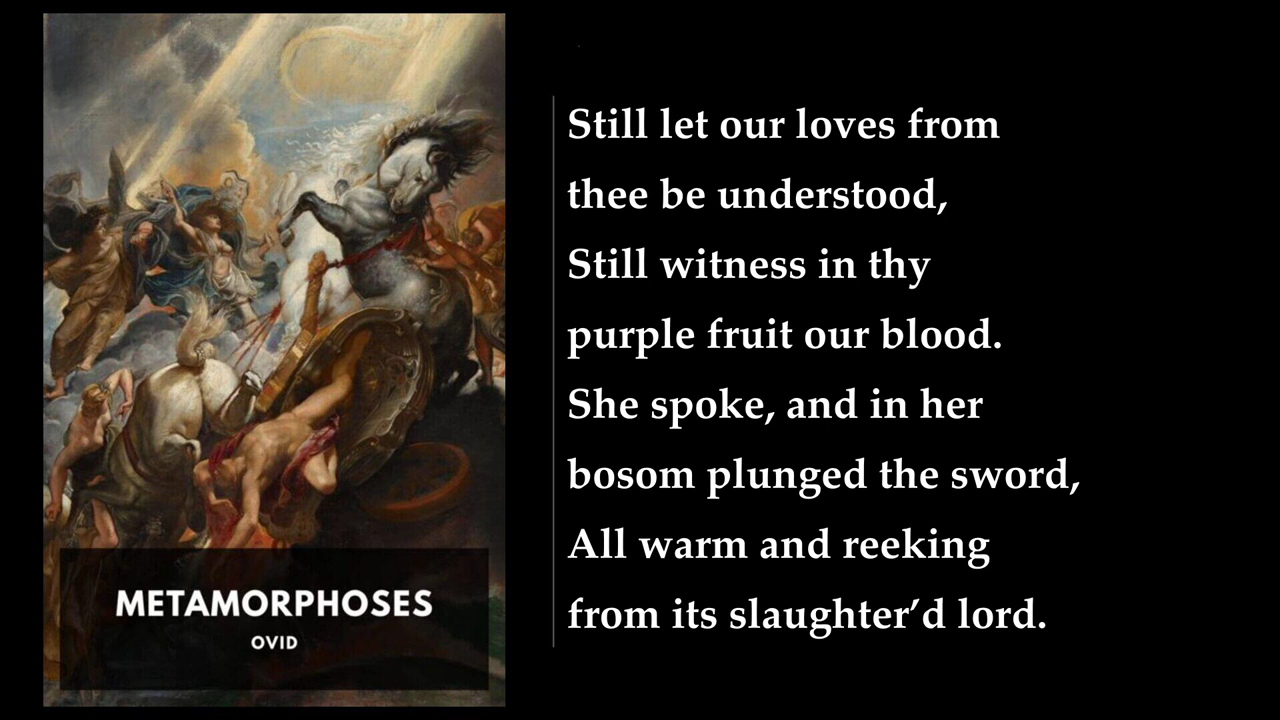 METAMORPHOSES
OVID
Still let our loves from
thee be understood,
Still witness in thy
purple fruit our blood.
She spoke, and in her
bosom plunged the sword,
All warm and reeking
from its slaughter’d lord.